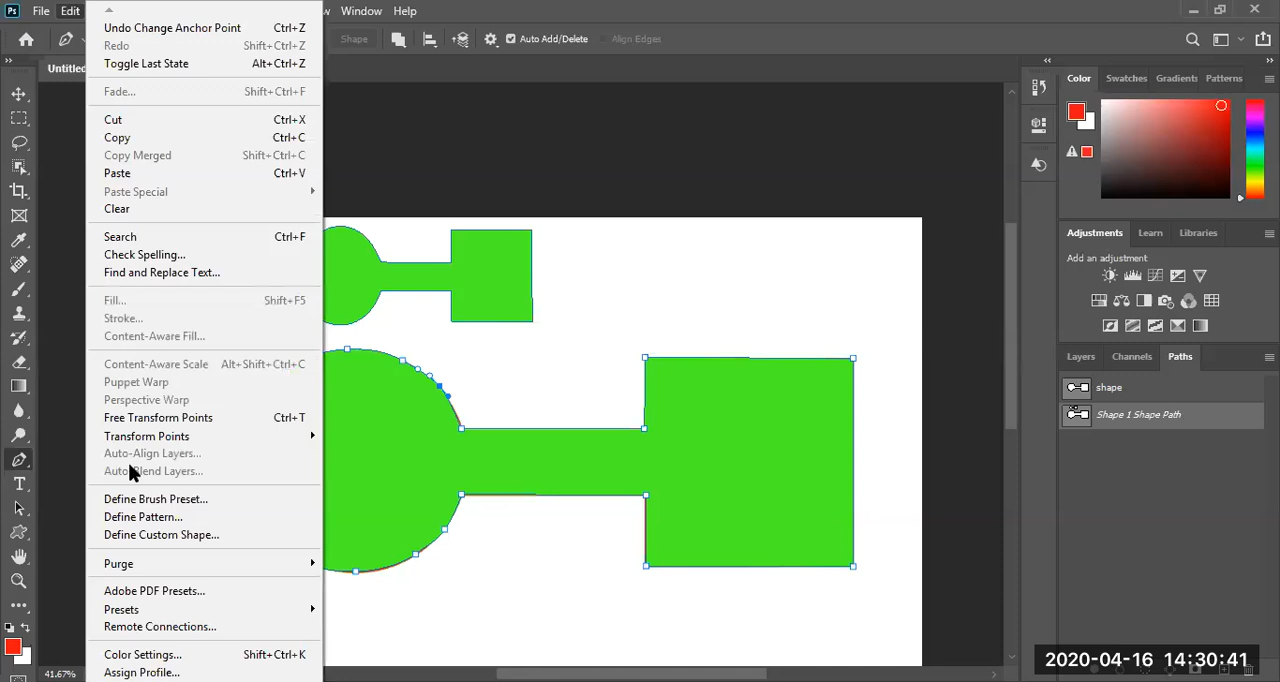 Ps File Edit Window Help
Shape Auto Add/Delete Align Edges
Untitled
Undo Change Anchor Point Ctrl+Z
Redo Shift+Ctrl+Z
Toggle Last State Alt+Ctrl+Z
Fade... Shift+Ctrl+F
Cut Ctrl+X
Copy Ctrl+C
Copy Merged Shift+Ctrl+C
Paste Ctrl+V
Paste Special
Clear
Search Ctrl+F
Check Spelling...
Find and Replace Text...
Fill... Shift+F5
Stroke...
Content-Aware Fill...
Content-Aware Scale Alt+Shift+Ctrl+C
Puppet Warp
Perspective Warp
Free Transform Points Ctrl+T
Transform Points
Auto-Align Layers...
Auto-Blend Layers...
Define Brush Preset...
Define Pattern...
Define Custom Shape...
Purge
Adobe PDF Presets...
Presets
Remote Connections...
Color Settings... Shift+Ctrl+K
Assign Profile...
41.67%
Color Swatches Gradients Patterns
Adjustments Learn Libraries
Add an adjustment
Layers Channels Paths
shape
Shape 1 Shape Path
2020-04-16 14:30:41